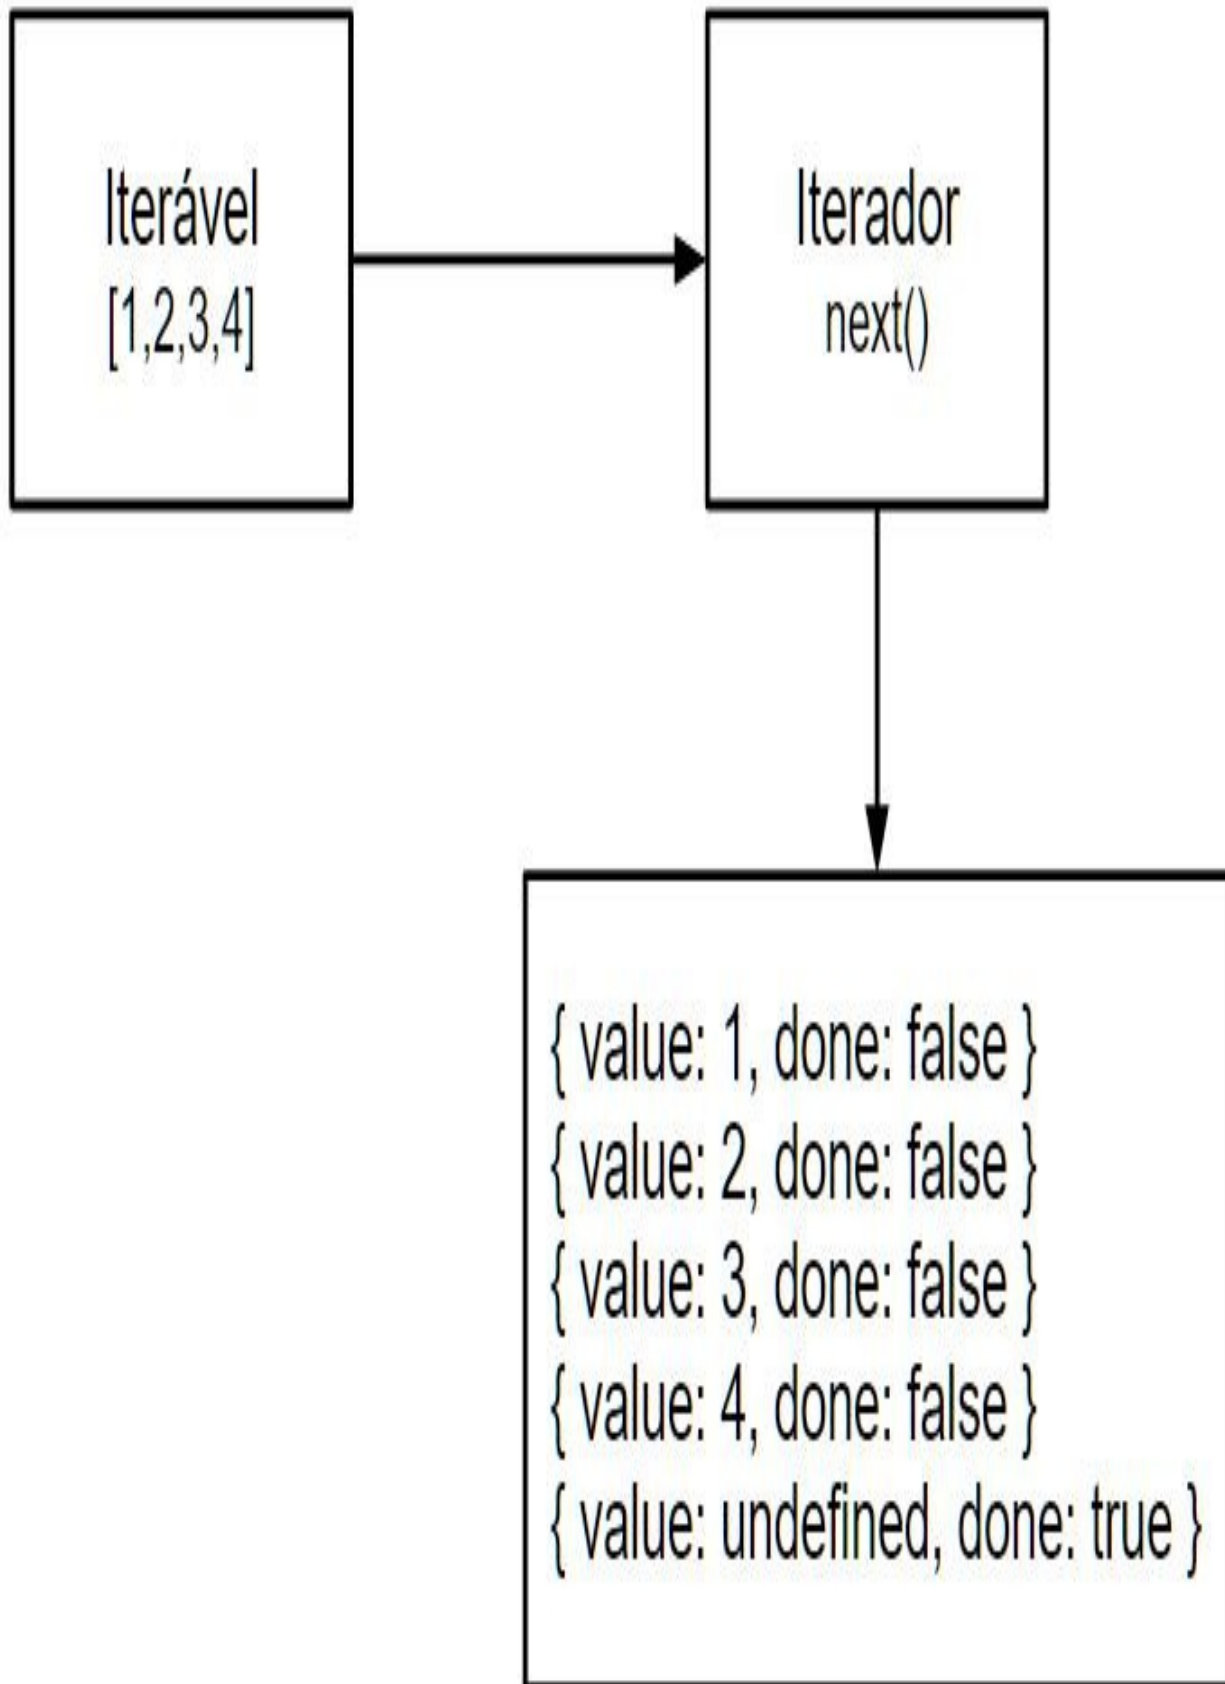 Iterável
[1,2,3,4]
Iterador
next()
{ value: 1, done: false }
{ value: 2, done: false }
{ value: 3, done: false }
{ value: 4, done: false }
{ value: undefined, done: true }